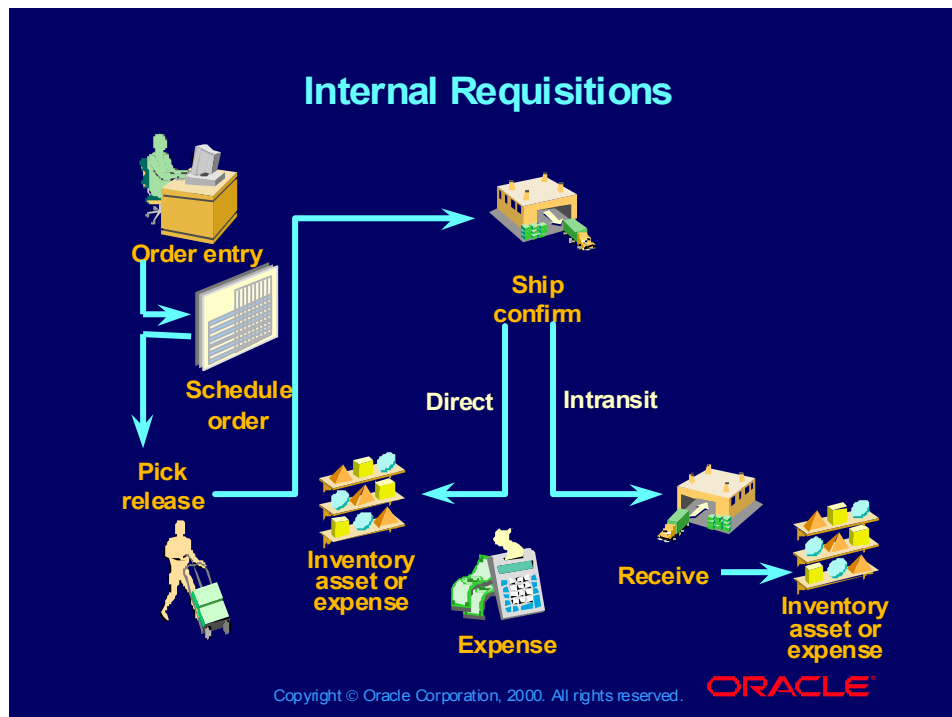 Internal Requisitions
Order entry
Schedule
order
Pick
release
Ship
confirm
Direct
Intransit
Inventory
asset or
expense
Expense
Receive
Inventory
asset or
expense
Copyright © Oracle Corporation, 2000. All rights reserved.
ORACLE®